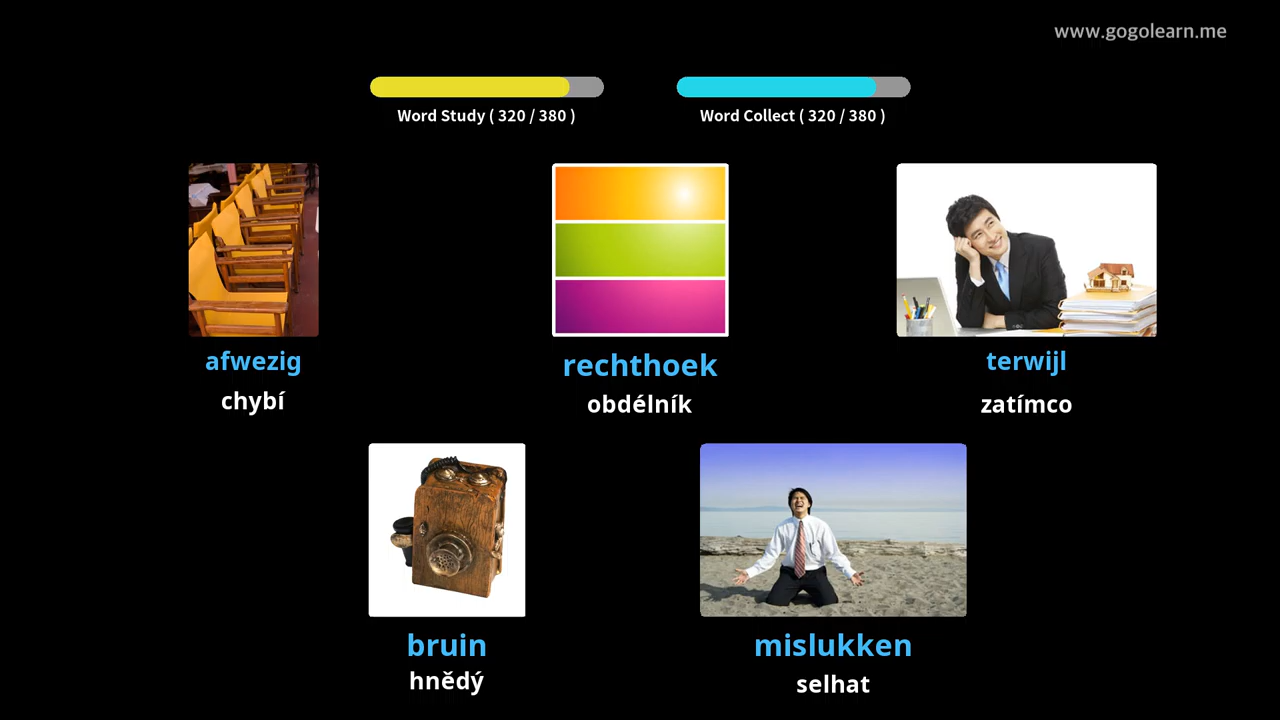 www.gogolearn.me
Word Study ( 320 / 380 )
Word Collect ( 320 / 380 )
afwezig
chybí
rechthoek
obdélník
terwijl
zatímco
bruin
hnědý
mislukken
selhat